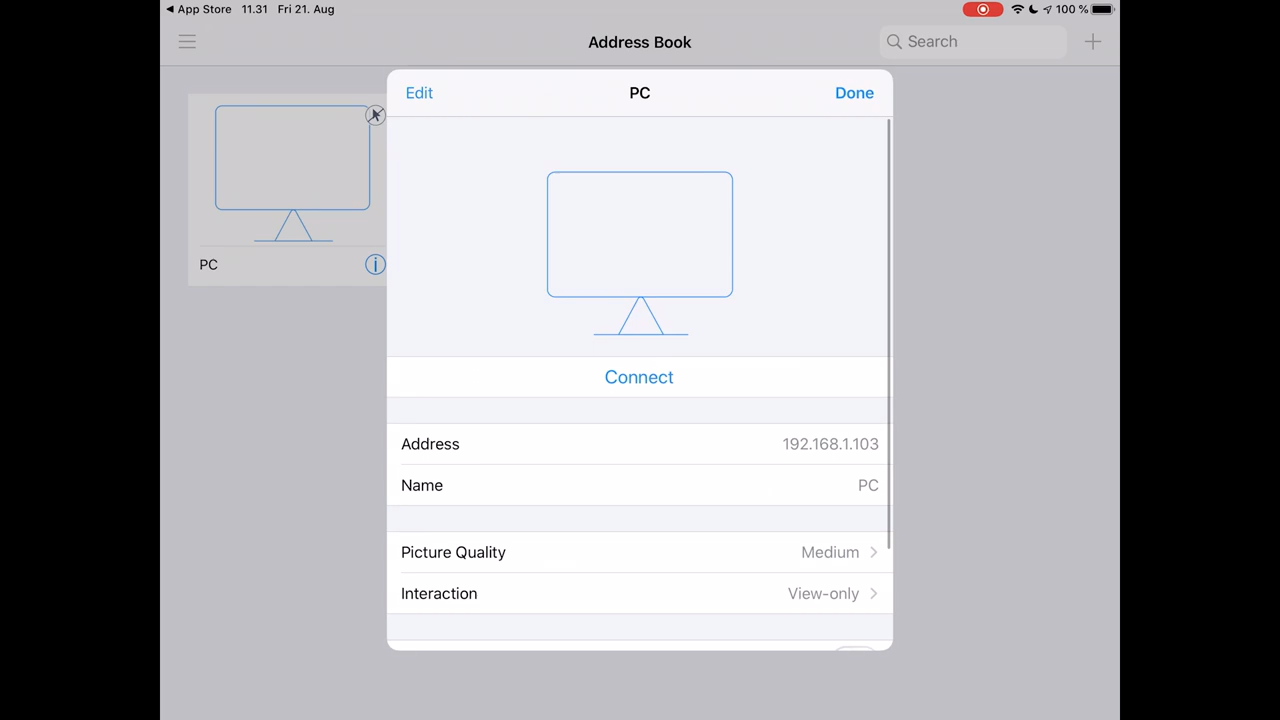 App Store 11.31 Fri 21. Aug 100 %
Address Book
Search
Edit PC Done
PC
Connect
Address 192.168.1.103
Name PC
Picture Quality Medium
Interaction View-only